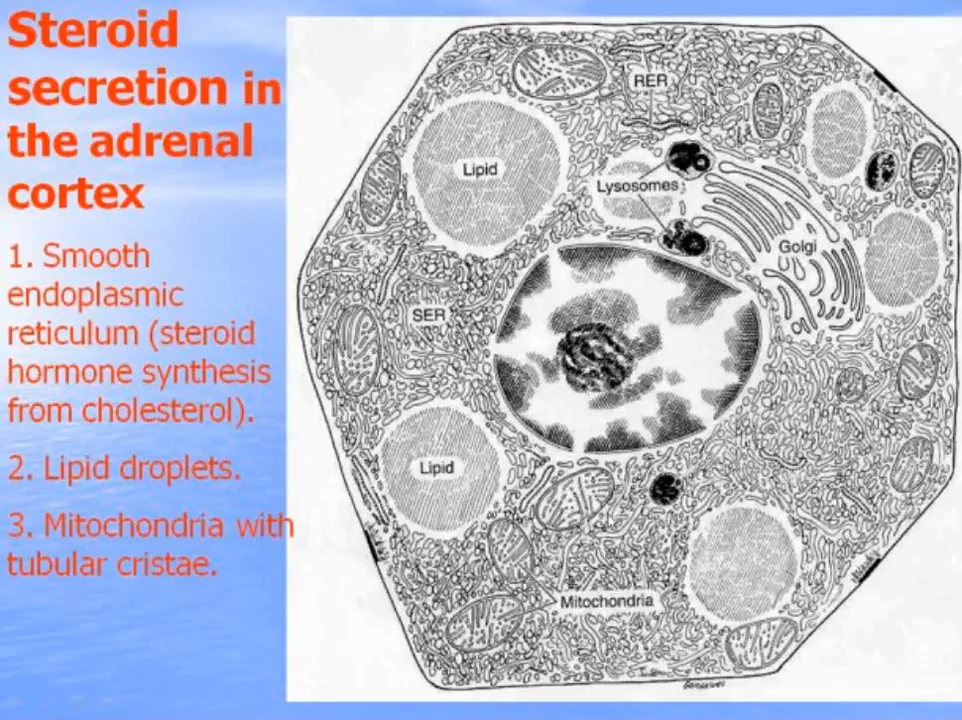 Steroid
secretion in
the adrenal
cortex
1. Smooth
endoplasmic
reticulum (steroid
hormone synthesis
from cholesterol).
2. Lipid droplets.
3. Mitochondria with
tubular cristae.
RER
Lipid
Lysosomes
Golgi
SER
Lipid
Mitochondria